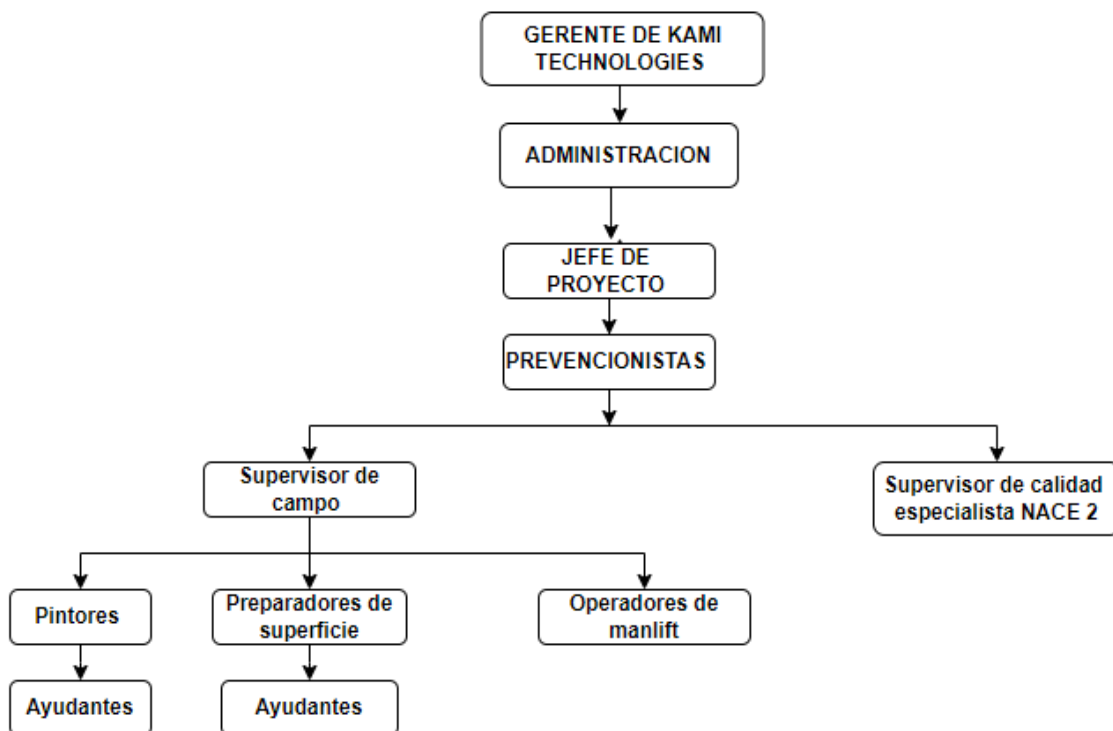 GERENTE DE KAMI
TECHNOLOGIES
ADMINISTRACION
JEFE DE
PROYECTO
PREVENCIONISTAS
Supervisor de
campo
Supervisor de calidad
especialista NACE 2
Pintores
Preparadores de
superficie
Operadores de
manlift
Ayudantes
Ayudantes